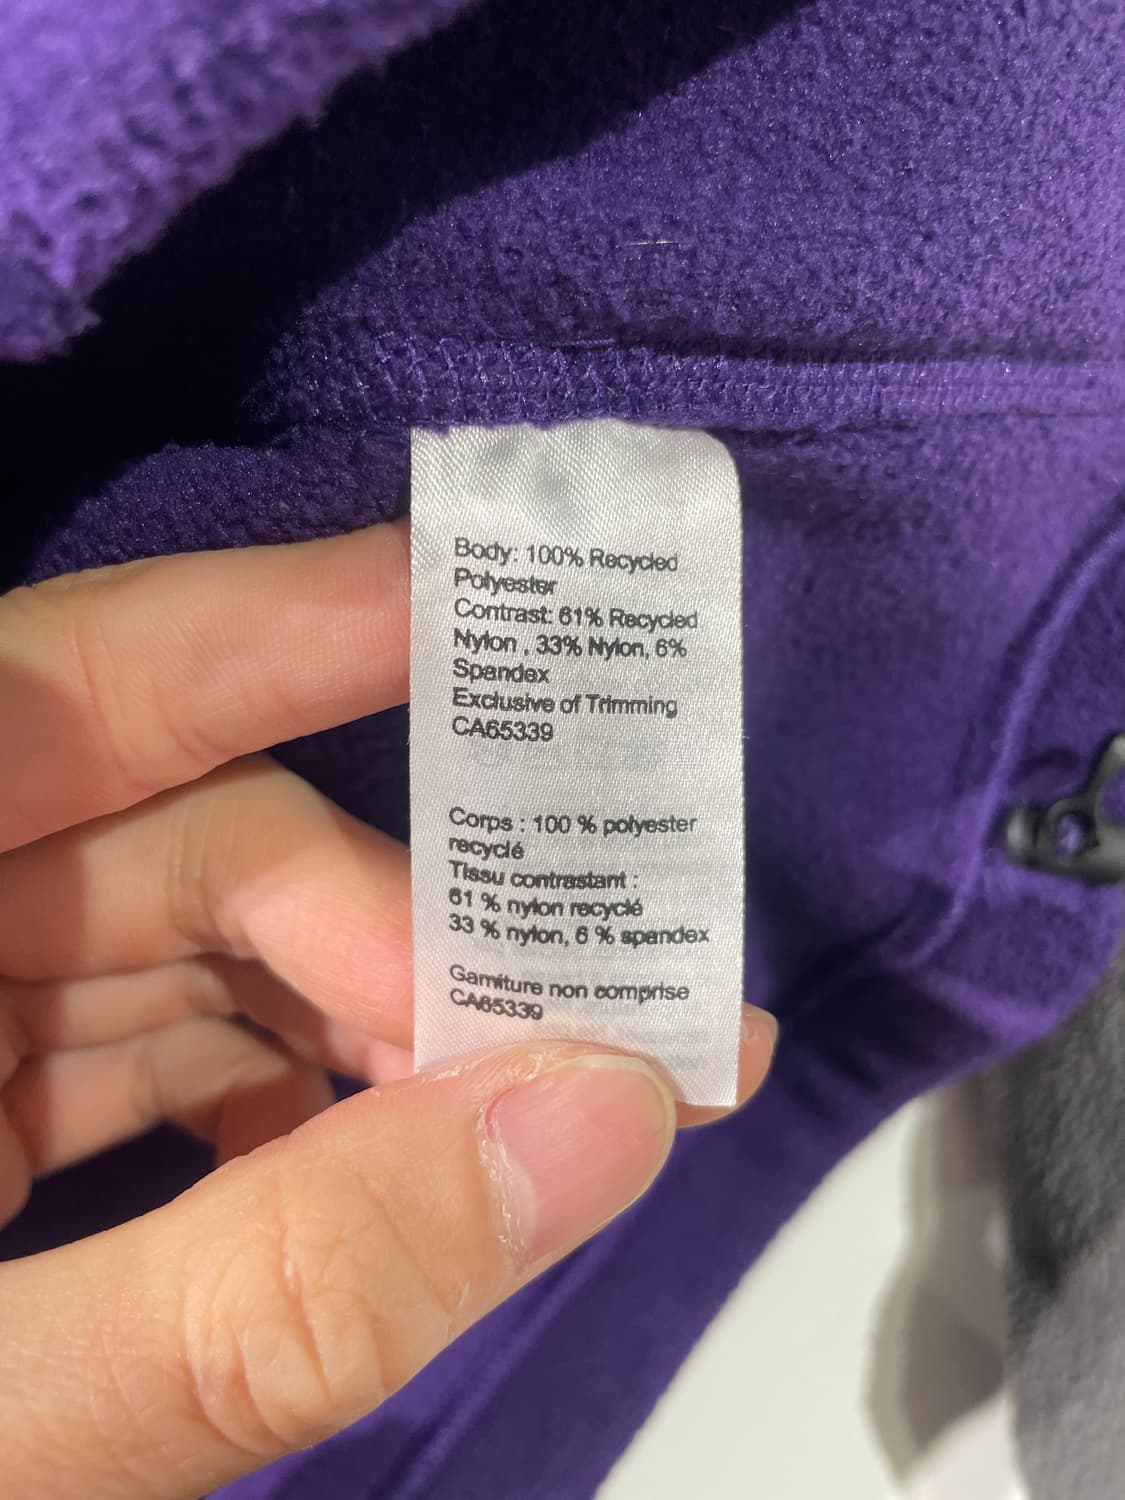 Body: 100% Recycled
Polyester
Contrast: 61% Recycled
Nylon , 33% Nylon, 6%
Spandex
Exclusive of Trimming
CA65339
Corps : 100 % polyester
recyclé
Tissu contrastant :
61 % nylon recyclé
33 % nylon, 6 % spandex
Garniture non comprise
CA65339